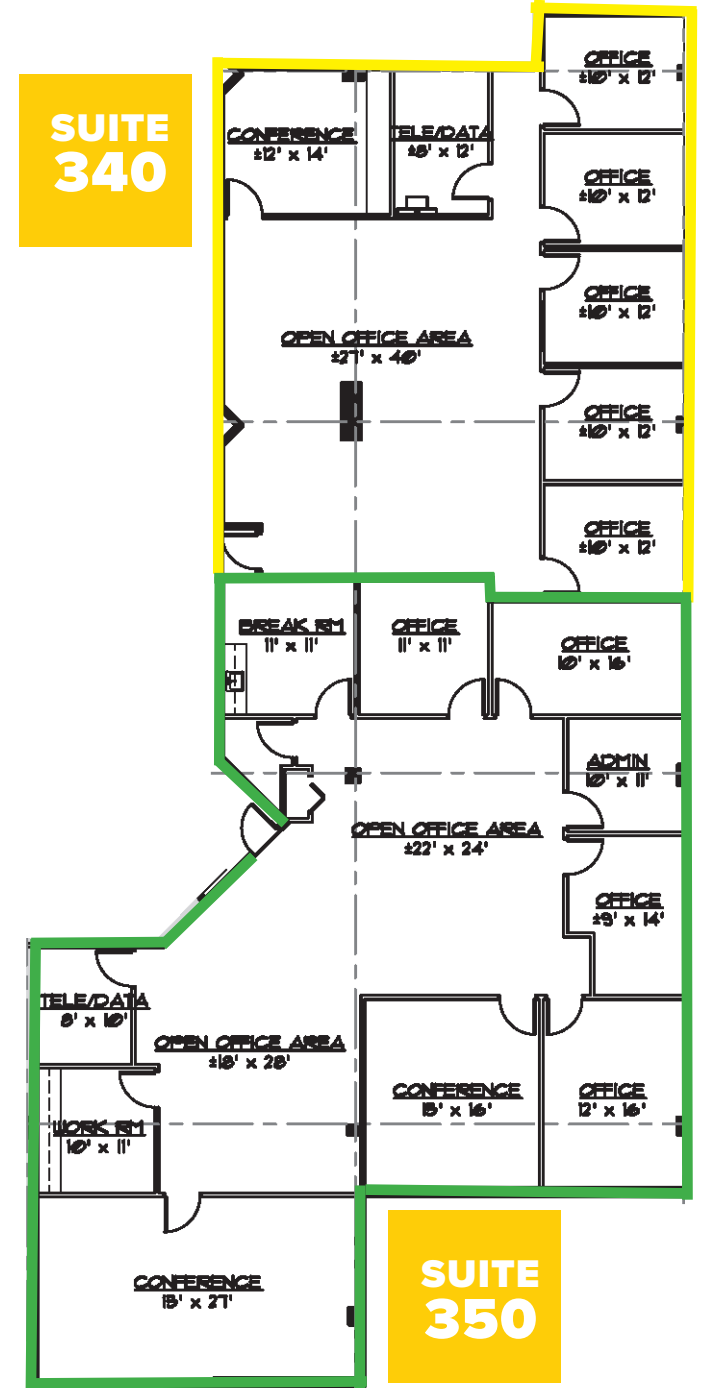 SUITE
340
CONFERENCE
±12' x 14'
TELE/DATA
±8' x 12'
OFFICE
±10' x 12'
OFFICE
±10' x 12'
OFFICE
±10' x 12'
OFFICE
±10' x 12'
OFFICE
±10' x 12'
OPEN OFFICE AREA
±27' x 40'
BREAK RM
11' x 11'
OFFICE
11' x 11'
OFFICE
10' x 16'
ADMIN
10' x 11'
OPEN OFFICE AREA
±22' x 24'
OFFICE
±9' x 14'
TELE/DATA
8' x 10'
OPEN OFFICE AREA
±18' x 28'
CONFERENCE
15' x 16'
OFFICE
12' x 16'
WORK RM
10' x 11'
CONFERENCE
15' x 27'
SUITE
350